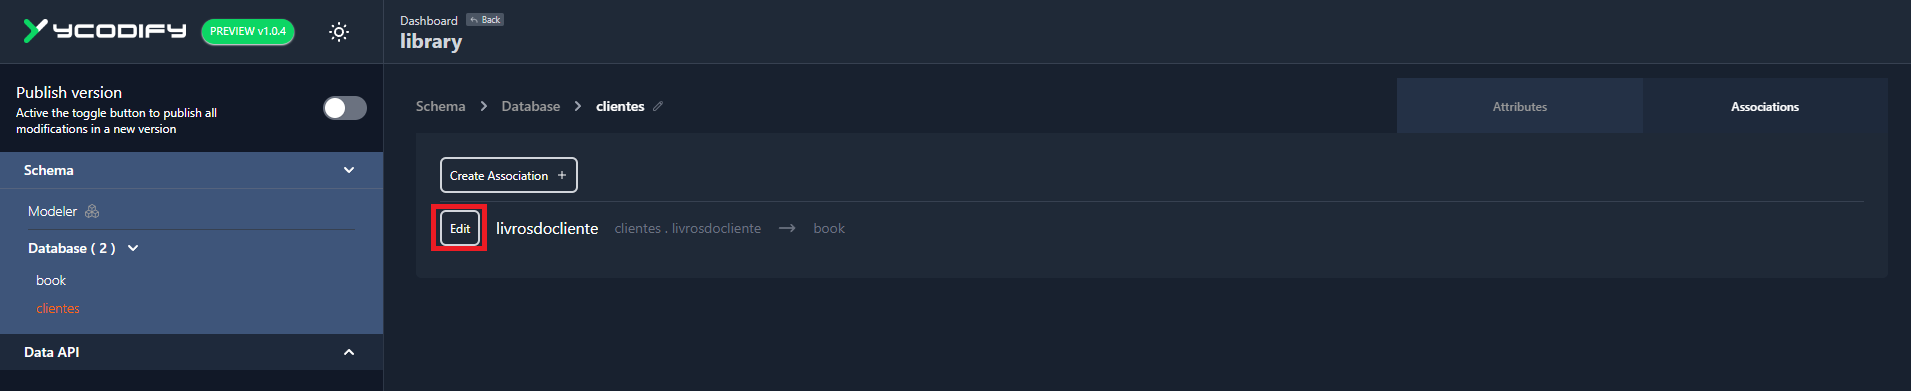 YCODIFY PREVIEW v1.0.4
Dashboard Back
library
Publish version
Active the toggle button to publish all
modifications in a new version
Schema
Modeler
Database ( 2 )
book
clientes
Data API
Schema Database clientes
Attributes Associations
Create Association +
Edit livrosdocliente clientes . livrosdocliente → book